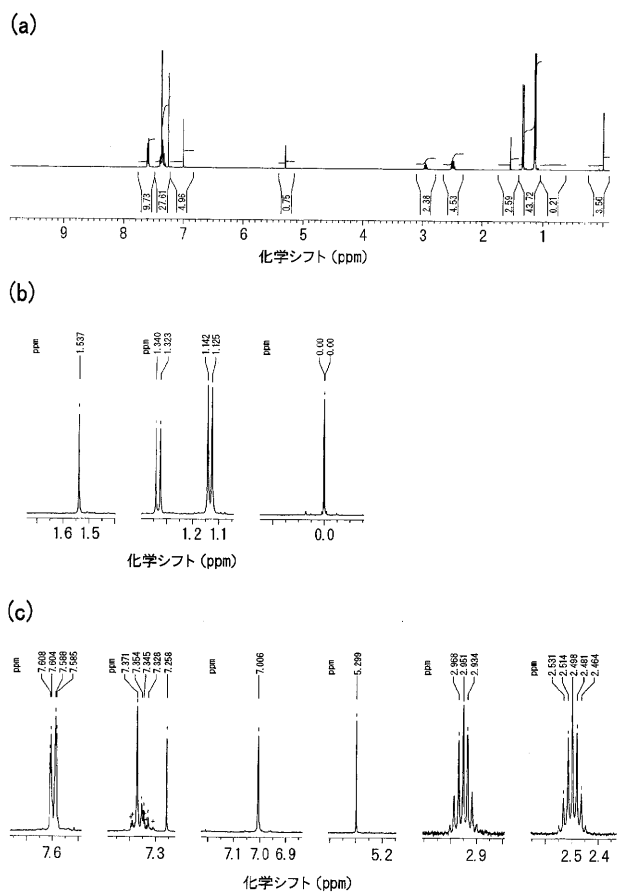 (a)
9.73 27.61 4.96 0.75 2.38 4.53 2.59 43.72 0.21 3.50
9 8 7 6 5 4 3 2 1
化学シフト (ppm)
(b)
ppm 1.537 ppm 1.340 1.323 1.142 1.125 ppm 0.00 0.00
1.6 1.5 1.2 1.1 0.0
化学シフト (ppm)
(c)
ppm 7.608 7.604 7.588 7.585 ppm 7.371 7.354 7.345 7.328 7.258 ppm 7.006 ppm 5.299 ppm 2.968 2.951 2.934 ppm 2.531 2.514 2.498 2.481 2.464
7.6 7.3 7.1 7.0 6.9 5.2 2.9 2.5 2.4
化学シフト (ppm)